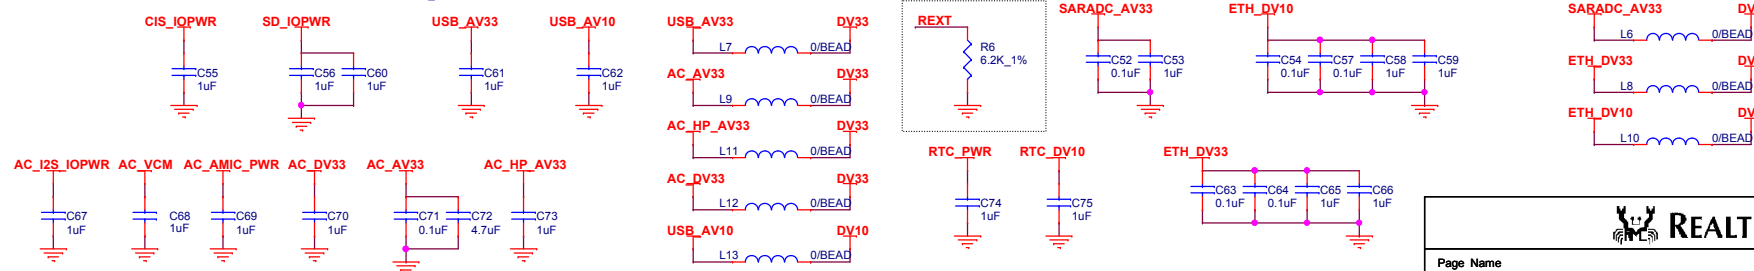 CIS_IOPWR SD_IOPWR USB_AV33 USB_AV10 USB_AV33 DV33 REXT SARADC_AV33 ETH_DV10 SARADC_AV33 DV
L7 0/BEAD L6 0/BEAD
R6
6.2K_1%
C55 C56 C60 C61 C62 C52 C53 C54 C57 C58 C59
1uF 1uF 1uF 1uF 1uF 0.1uF 1uF 0.1uF 0.1uF 1uF 1uF
AC_AV33 DV33 ETH_DV33 DV
L9 0/BEAD L8 0/BEAD
AC_HP_AV33 DV33 ETH_DV10 DV
L11 0/BEAD L10 0/BEAD
AC_I2S_IOPWR AC_VCM AC_AMIC_PWR AC_DV33 AC_AV33 AC_HP_AV33 RTC_PWR RTC_DV10 ETH_DV33
AC_DV33 DV33
L12 0/BEAD
C67 C68 C69 C70 C71 C72 C73 C74 C75 C63 C64 C65 C66
1uF 1uF 1uF 1uF 0.1uF 4.7uF 1uF 1uF 1uF 0.1uF 0.1uF 1uF 1uF
USB_AV10 DV10
L13 0/BEAD
REALT
Page Name